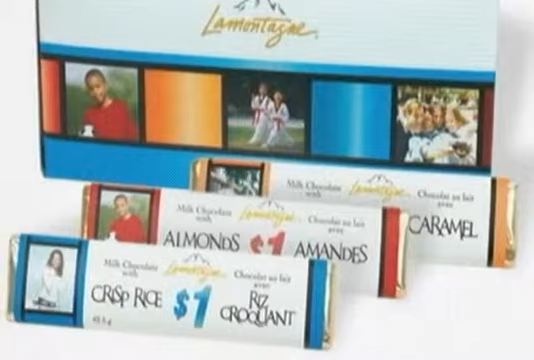 Lamontagne
Milk Chocolate Lamontagne Chocolat au lait
with avec
CARAMEL
Milk Chocolate Lamontagne Chocolat au lait
with avec
ALMONDS $1 AMANDES
Milk Chocolate Lamontagne Chocolat au lait
with avec
CRISP RICE $1 RIZ
CROQUANT